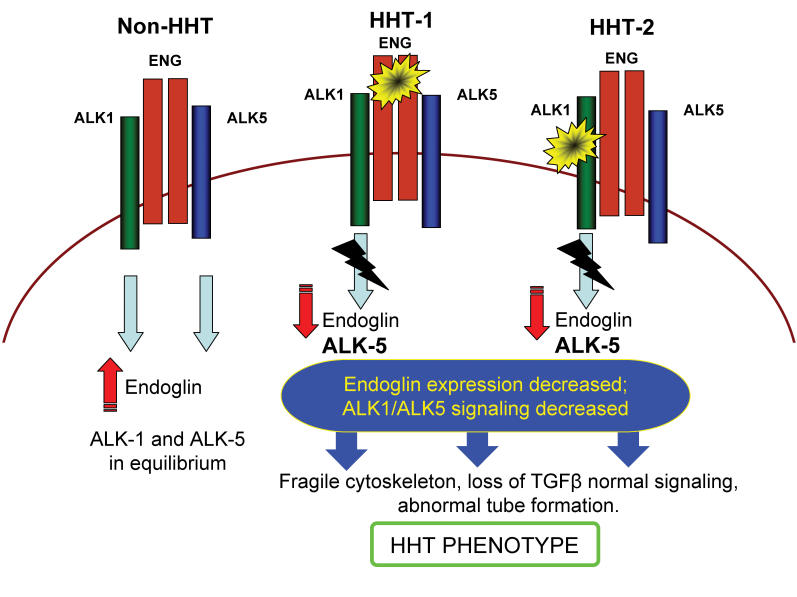 Non-HHT
ENG
ALK1
ALK5
HHT-1
ENG
ALK1
ALK5
HHT-2
ENG
ALK1
ALK5
Endoglin
ALK-1 and ALK-5
in equilibrium
Endoglin
ALK-5
Endoglin
ALK-5
Endoglin expression decreased;
ALK1/ALK5 signaling decreased
Fragile cytoskeleton, loss of TGFβ normal signaling,
abnormal tube formation.
HHT PHENOTYPE